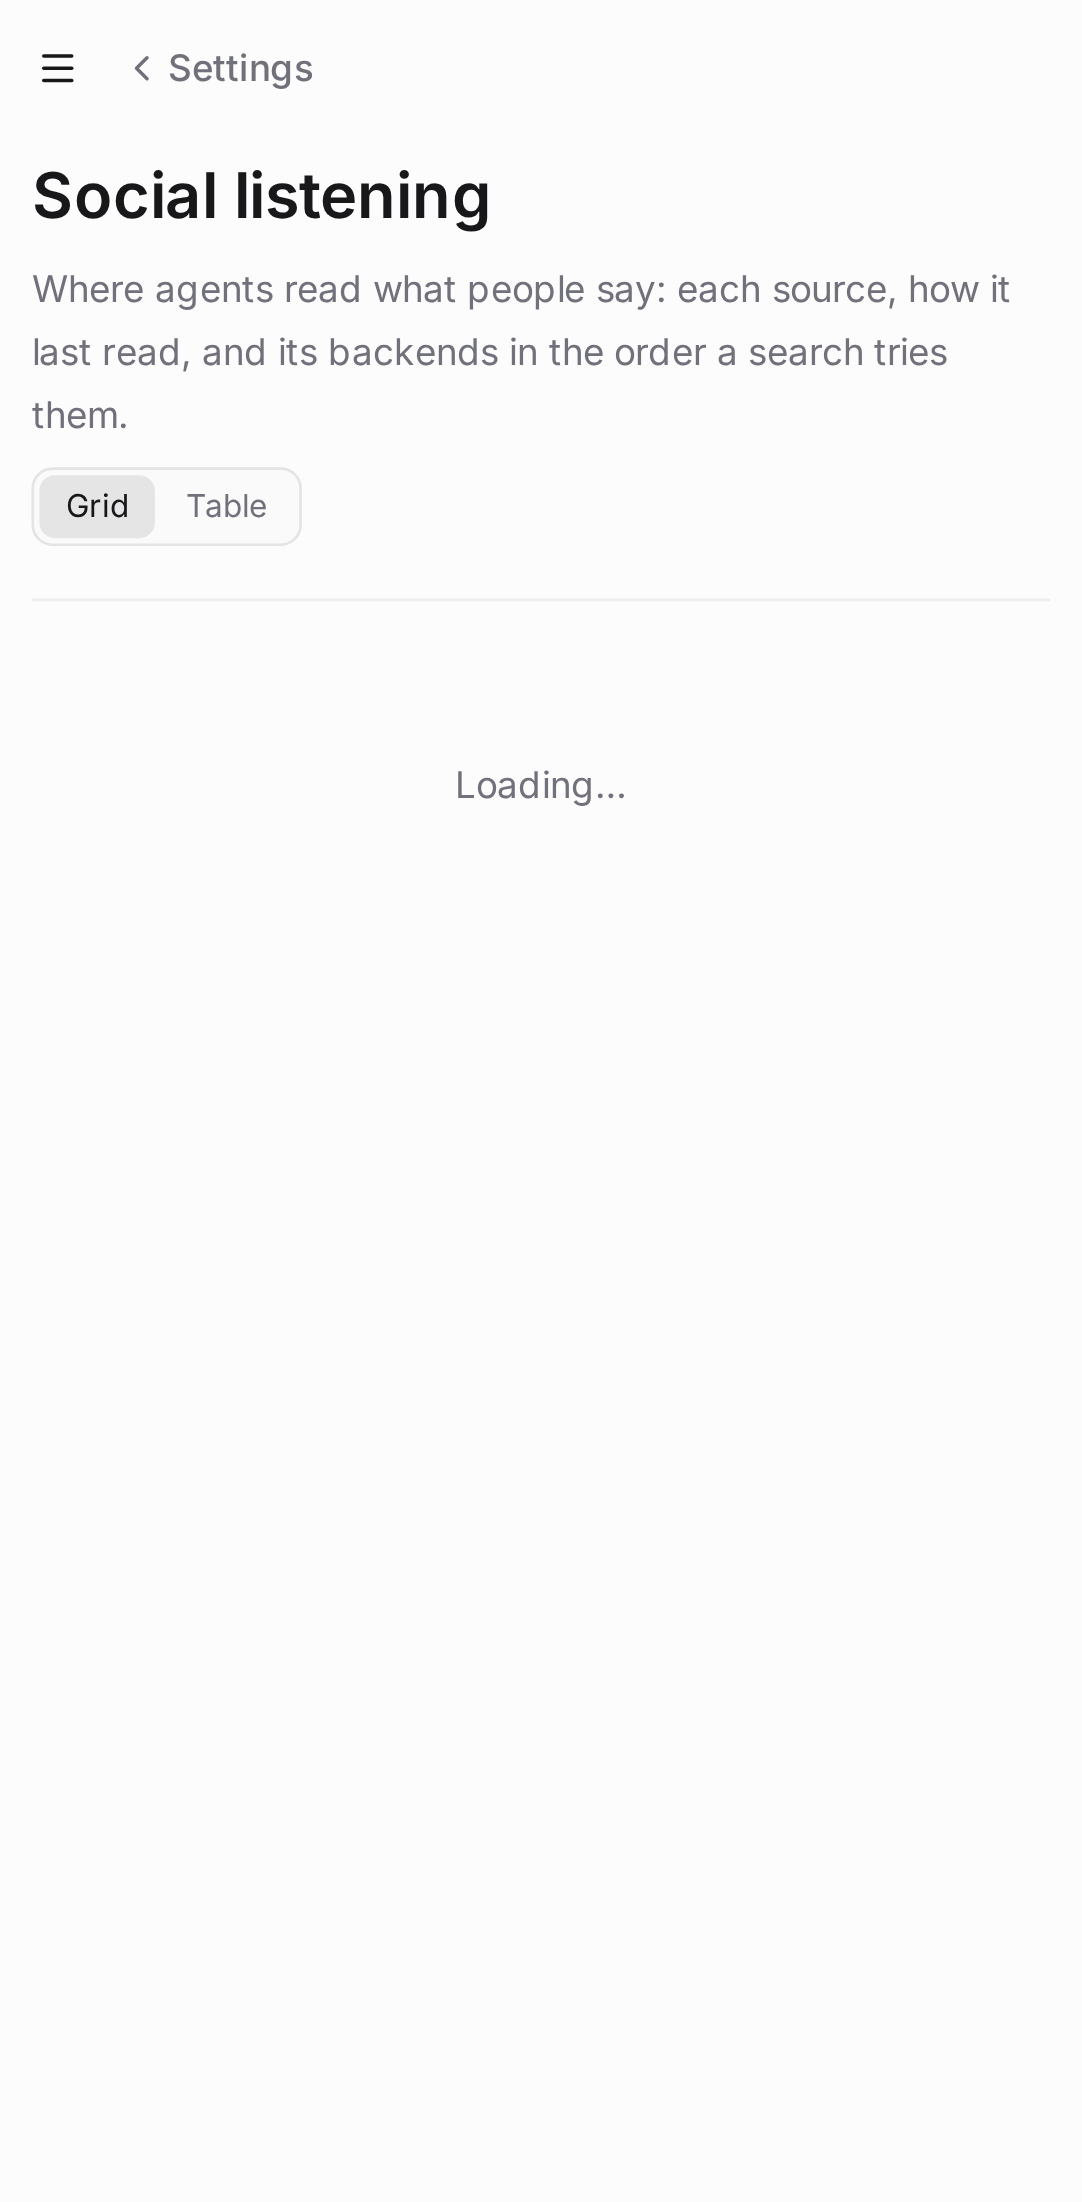 Settings
Social listening
Where agents read what people say: each source, how it
last read, and its backends in the order a search tries
them.
Grid Table
Loading...